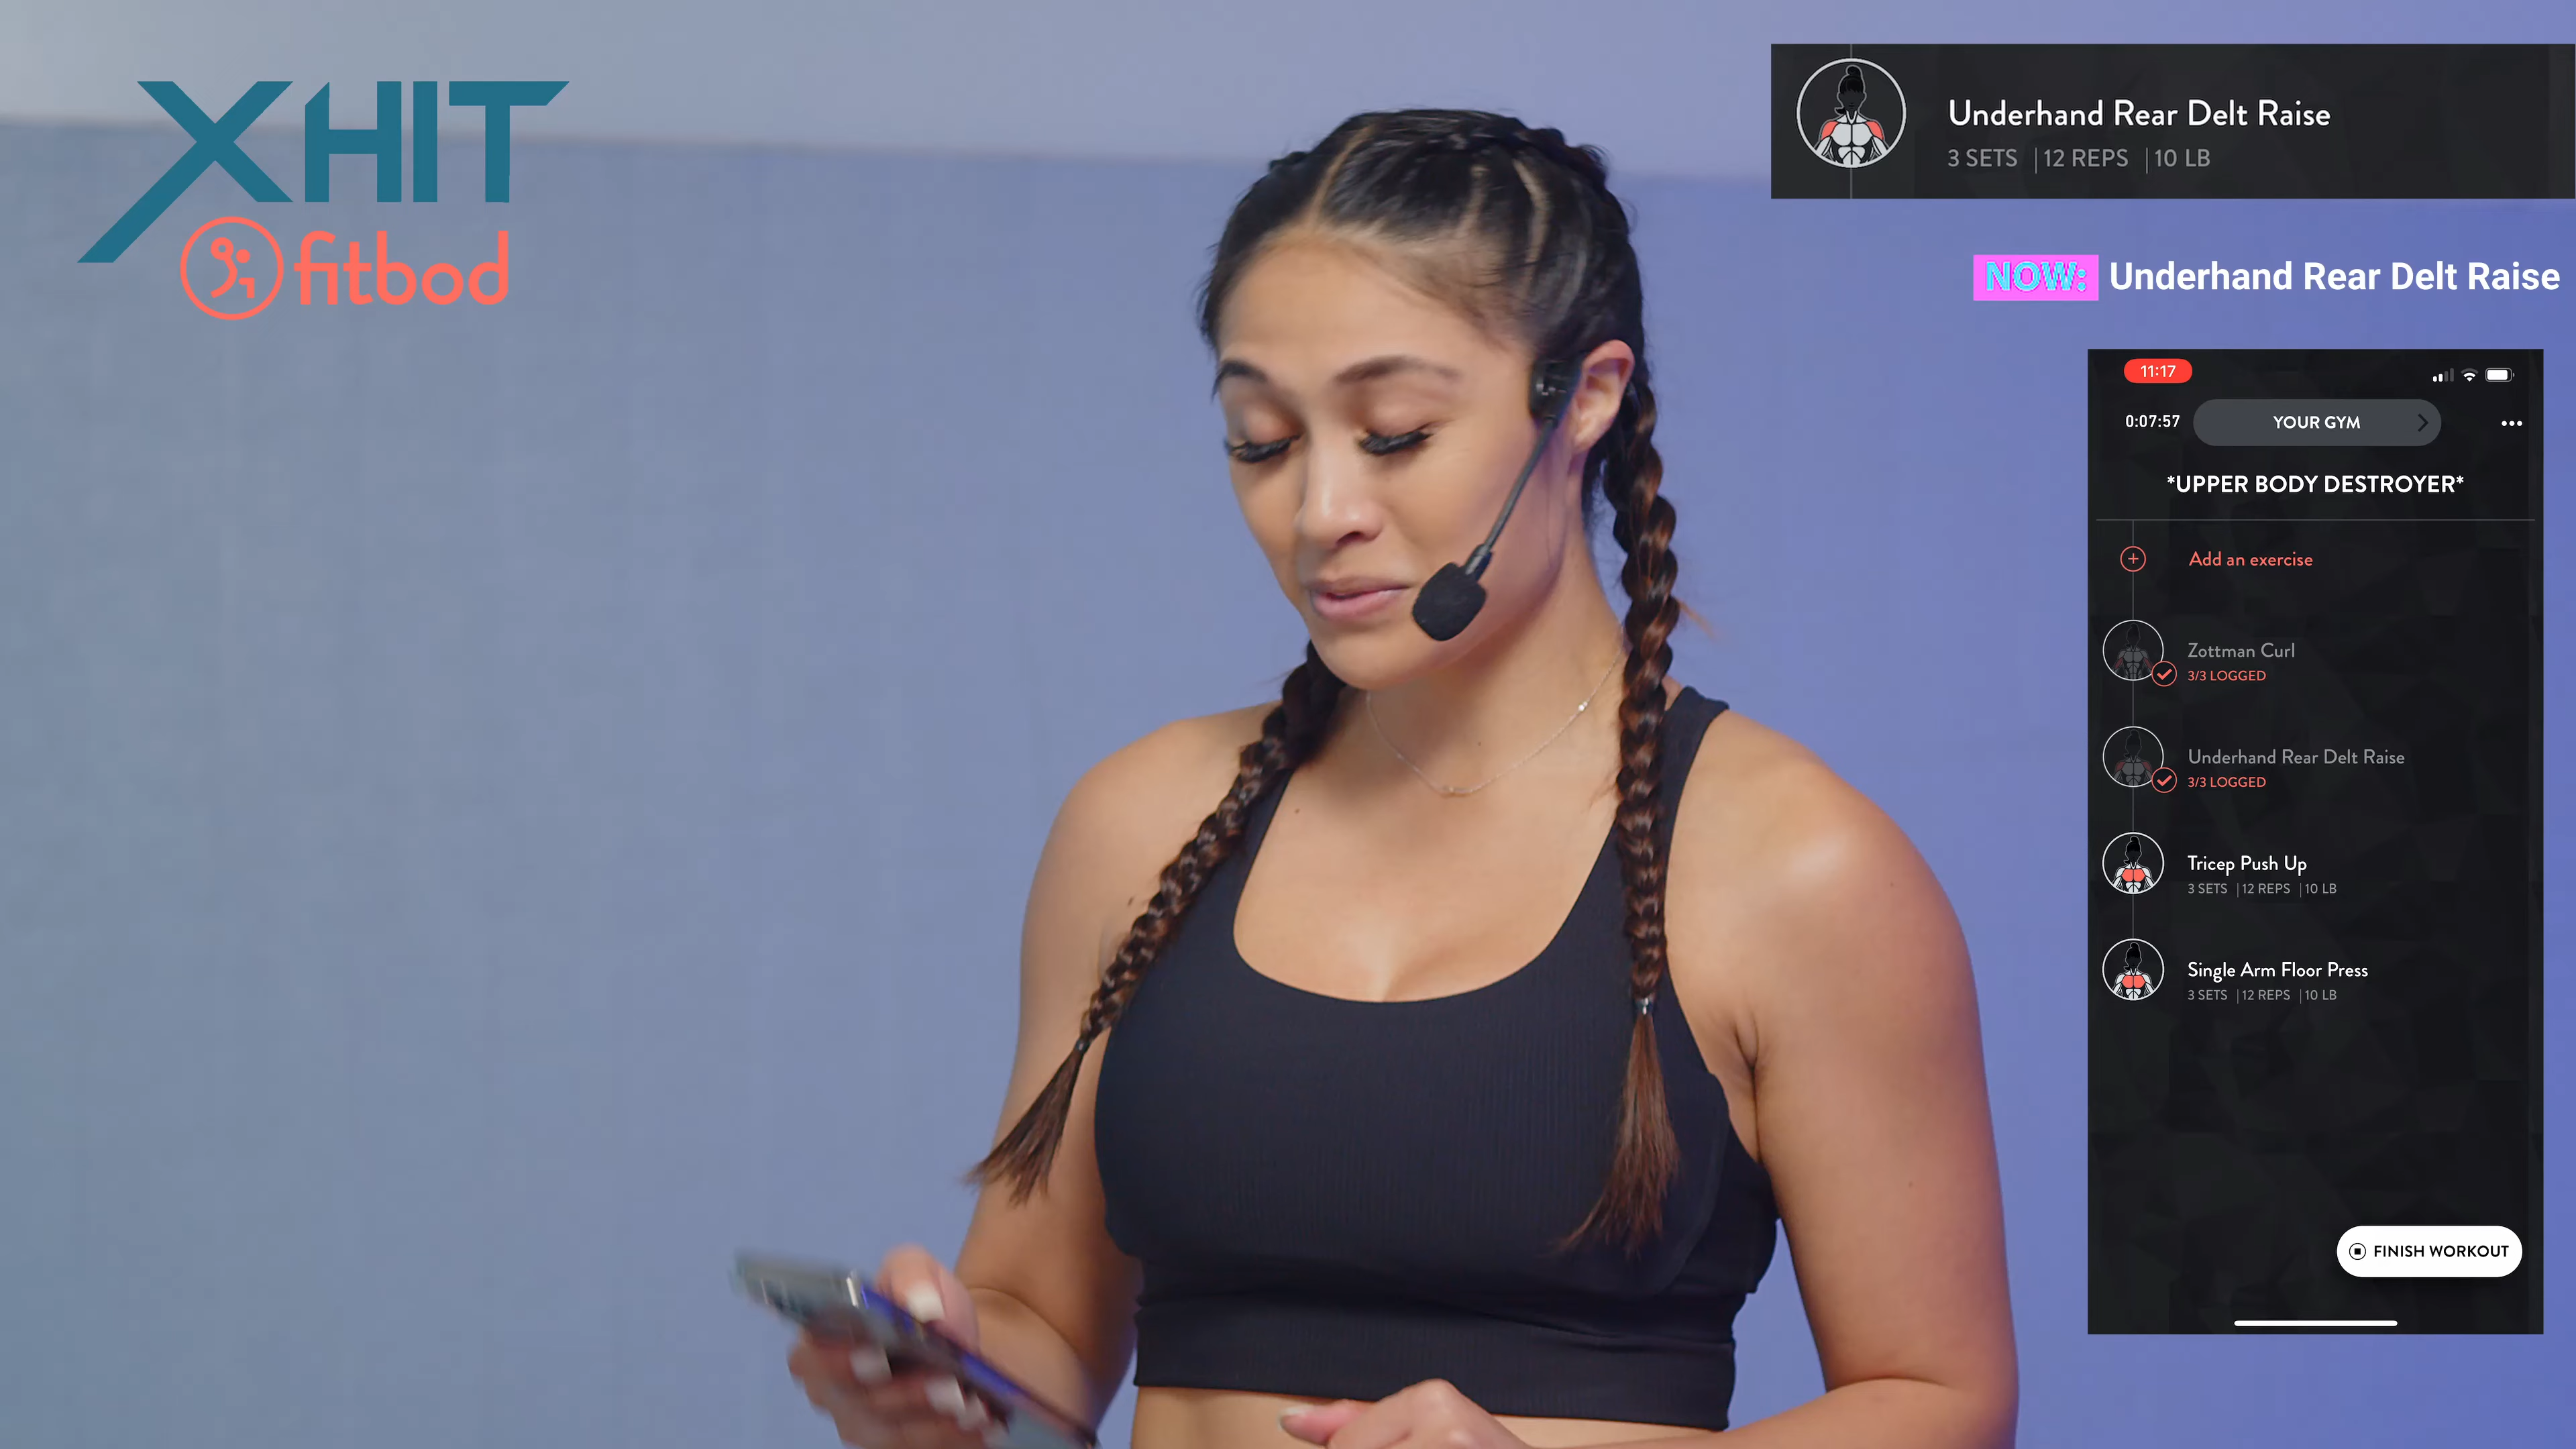 XHIT
fitbod
Underhand Rear Delt Raise
3 SETS | 12 REPS | 10 LB
NOW: Underhand Rear Delt Raise
11:17
0:07:57 YOUR GYM
*UPPER BODY DESTROYER*
Add an exercise
Zottman Curl
3/3 LOGGED
Underhand Rear Delt Raise
3/3 LOGGED
Tricep Push Up
3 SETS | 12 REPS | 10 LB
Single Arm Floor Press
3 SETS | 12 REPS | 10 LB
FINISH WORKOUT